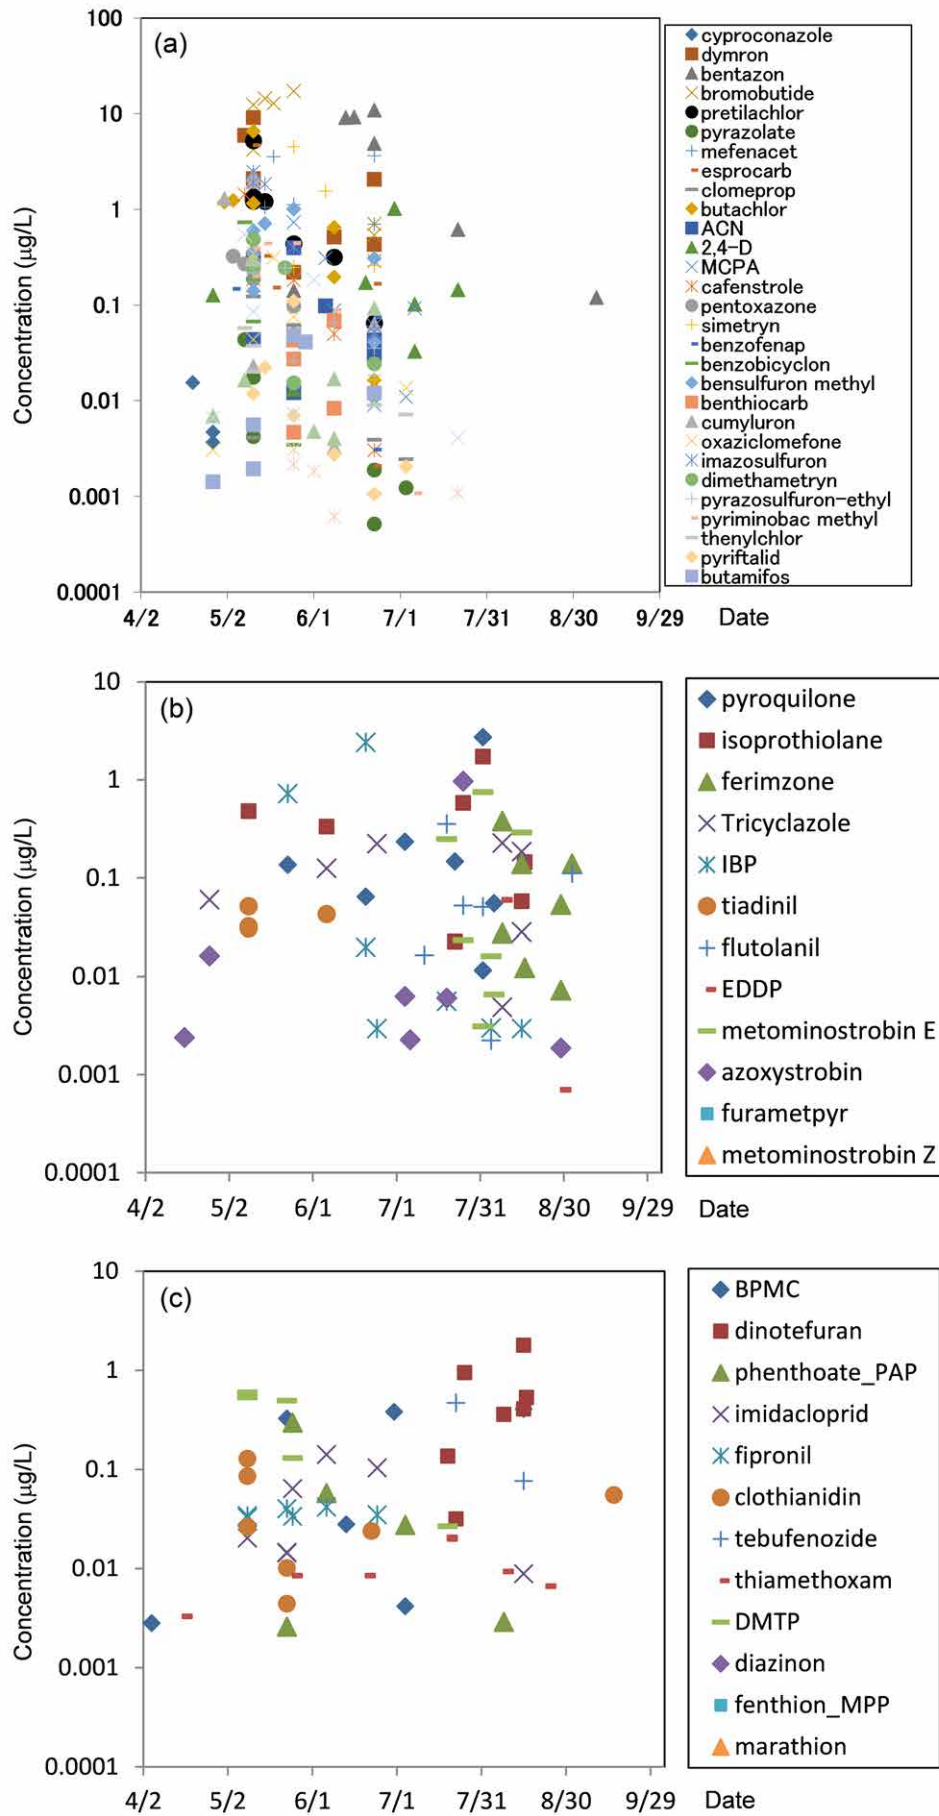 (a)
Concentration (μg/L)
100
10
1
0.1
0.01
0.001
0.0001
4/2 5/2 6/1 7/1 7/31 8/30 9/29 Date
cyproconazole
dymron
bentazon
bromobutide
pretilachlor
pyrazolate
mefenacet
esprocarb
clomeprop
butachlor
ACN
2,4-D
MCPA
cafenstrole
pentoxazone
simetryn
benzofenap
benzobicyclon
bensulfuron methyl
benthiocarb
cumyluron
oxaziclomefone
imazosulfuron
dimethametryn
pyrazosulfuron-ethyl
pyriminobac methyl
thenylchlor
pyriftalid
butamifos
(b)
Concentration (μg/L)
10
1
0.1
0.01
0.001
0.0001
4/2 5/2 6/1 7/1 7/31 8/30 9/29 Date
pyroquilone
isoprothiolane
ferimzone
Tricyclazole
IBP
tiadinil
flutolanil
EDDP
metominostrobin E
azoxystrobin
furametpyr
metominostrobin Z
(c)
Concentration (μg/L)
10
1
0.1
0.01
0.001
0.0001
4/2 5/2 6/1 7/1 7/31 8/30 9/29 Date
BPMC
dinotefuran
phenthoate_PAP
imidacloprid
fipronil
clothianidin
tebufenozide
thiamethoxam
DMTP
diazinon
fenthion_MPP
marathion